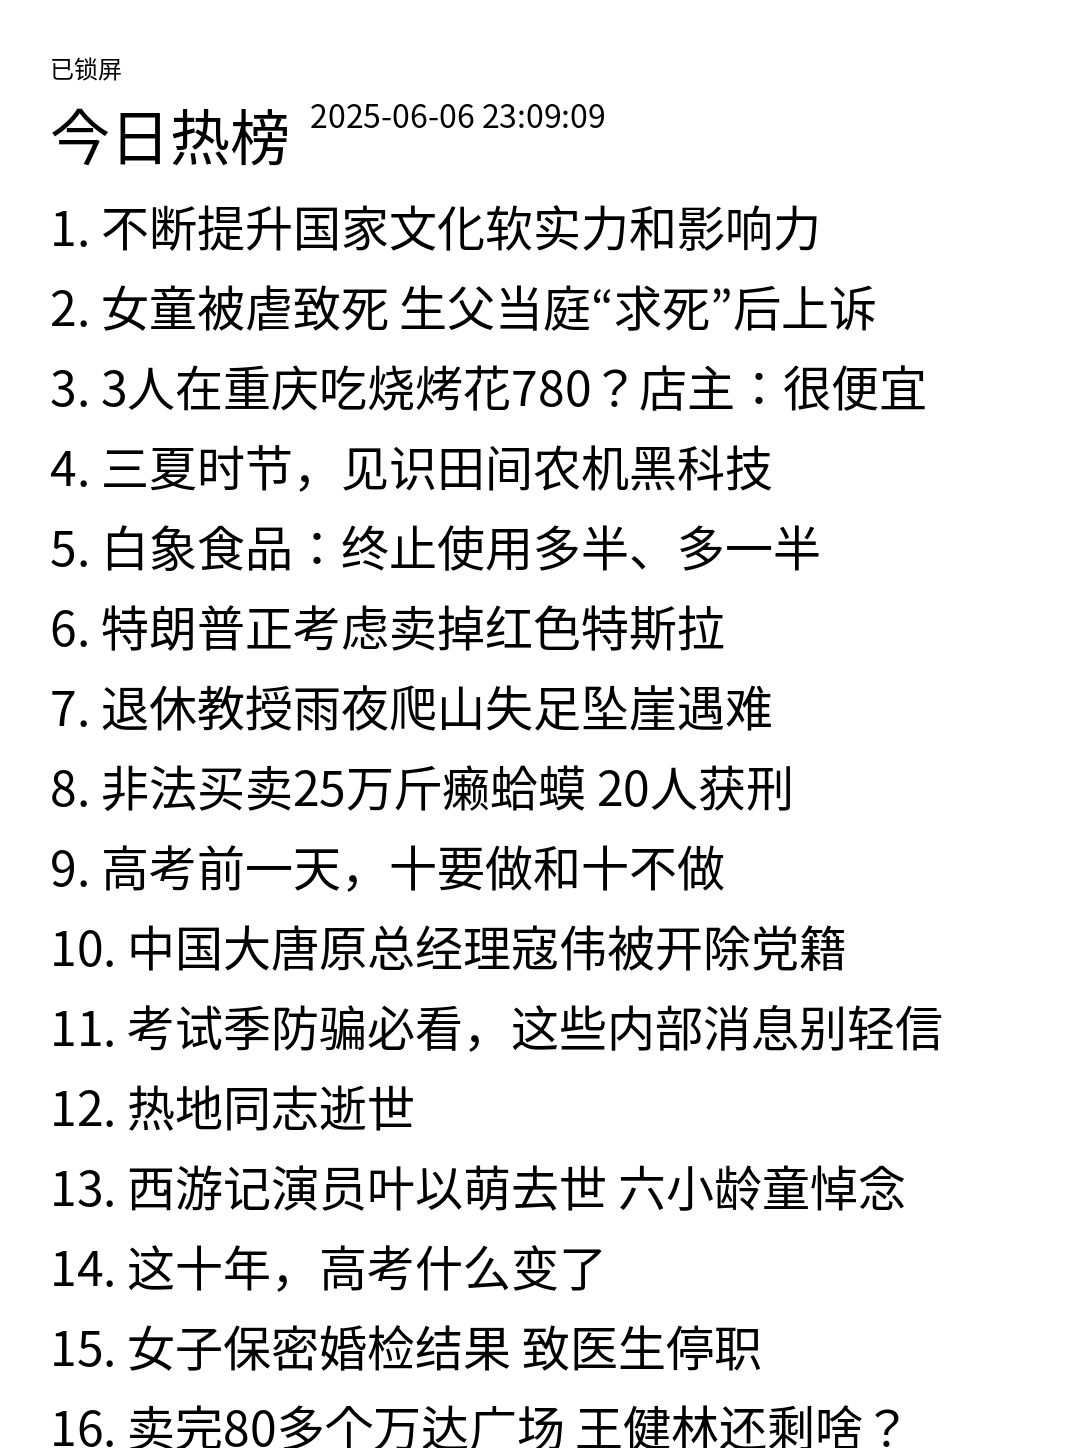 已锁屏
今日热榜 2025-06-06 23:09:09
1. 不断提升国家文化软实力和影响力
2. 女童被虐致死 生父当庭“求死”后上诉
3. 3人在重庆吃烧烤花780？店主：很便宜
4. 三夏时节，见识田间农机黑科技
5. 白象食品：终止使用多半、多一半
6. 特朗普正考虑卖掉红色特斯拉
7. 退休教授雨夜爬山失足坠崖遇难
8. 非法买卖25万斤癞蛤蟆 20人获刑
9. 高考前一天，十要做和十不做
10. 中国大唐原总经理寇伟被开除党籍
11. 考试季防骗必看，这些内部消息别轻信
12. 热地同志逝世
13. 西游记演员叶以萌去世 六小龄童悼念
14. 这十年，高考什么变了
15. 女子保密婚检结果 致医生停职
16. 卖完80多个万达广场 王健林还剩啥？